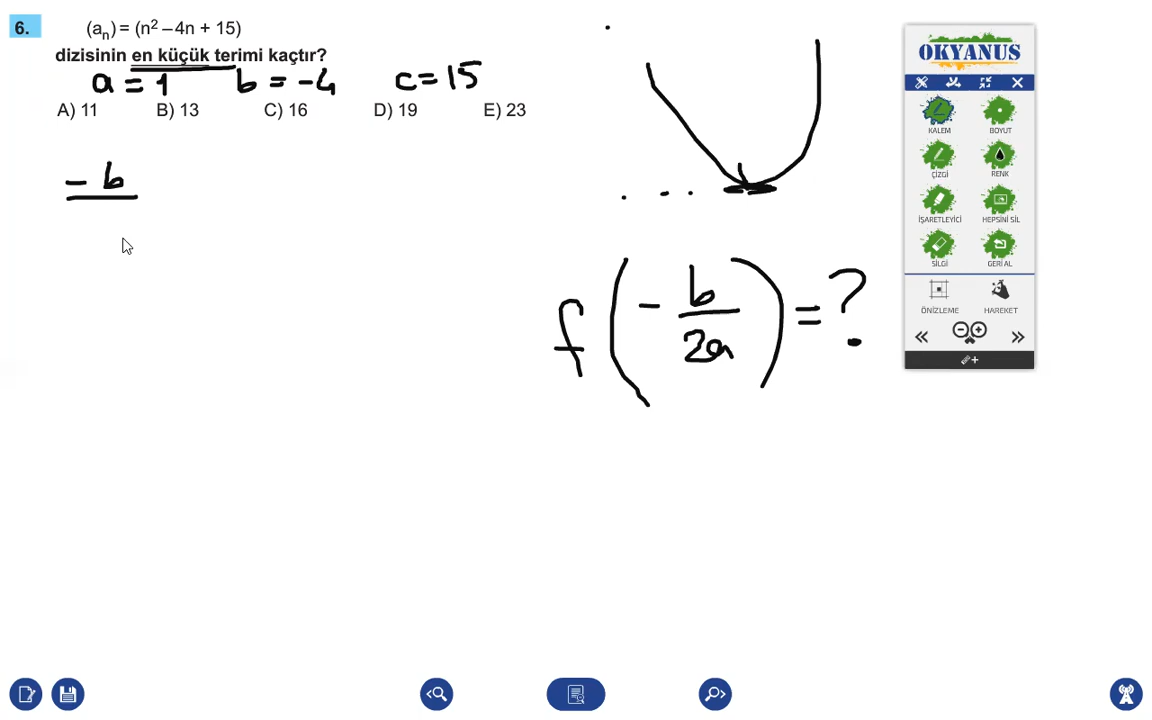 6. (aₙ) = (n² – 4n + 15)
dizisinin en küçük terimi kaçtır?
a = 1 b = -4 c = 15
A) 11 B) 13 C) 16 D) 19 E) 23
- b
f(- b/2a) = ?
OKYANUS
KALEM BOYUT
ÇİZGİ RENK
İŞARETLEYİCİ HEPSİNİ SİL
SİLGİ GERİ AL
ÖNİZLEME HAREKET